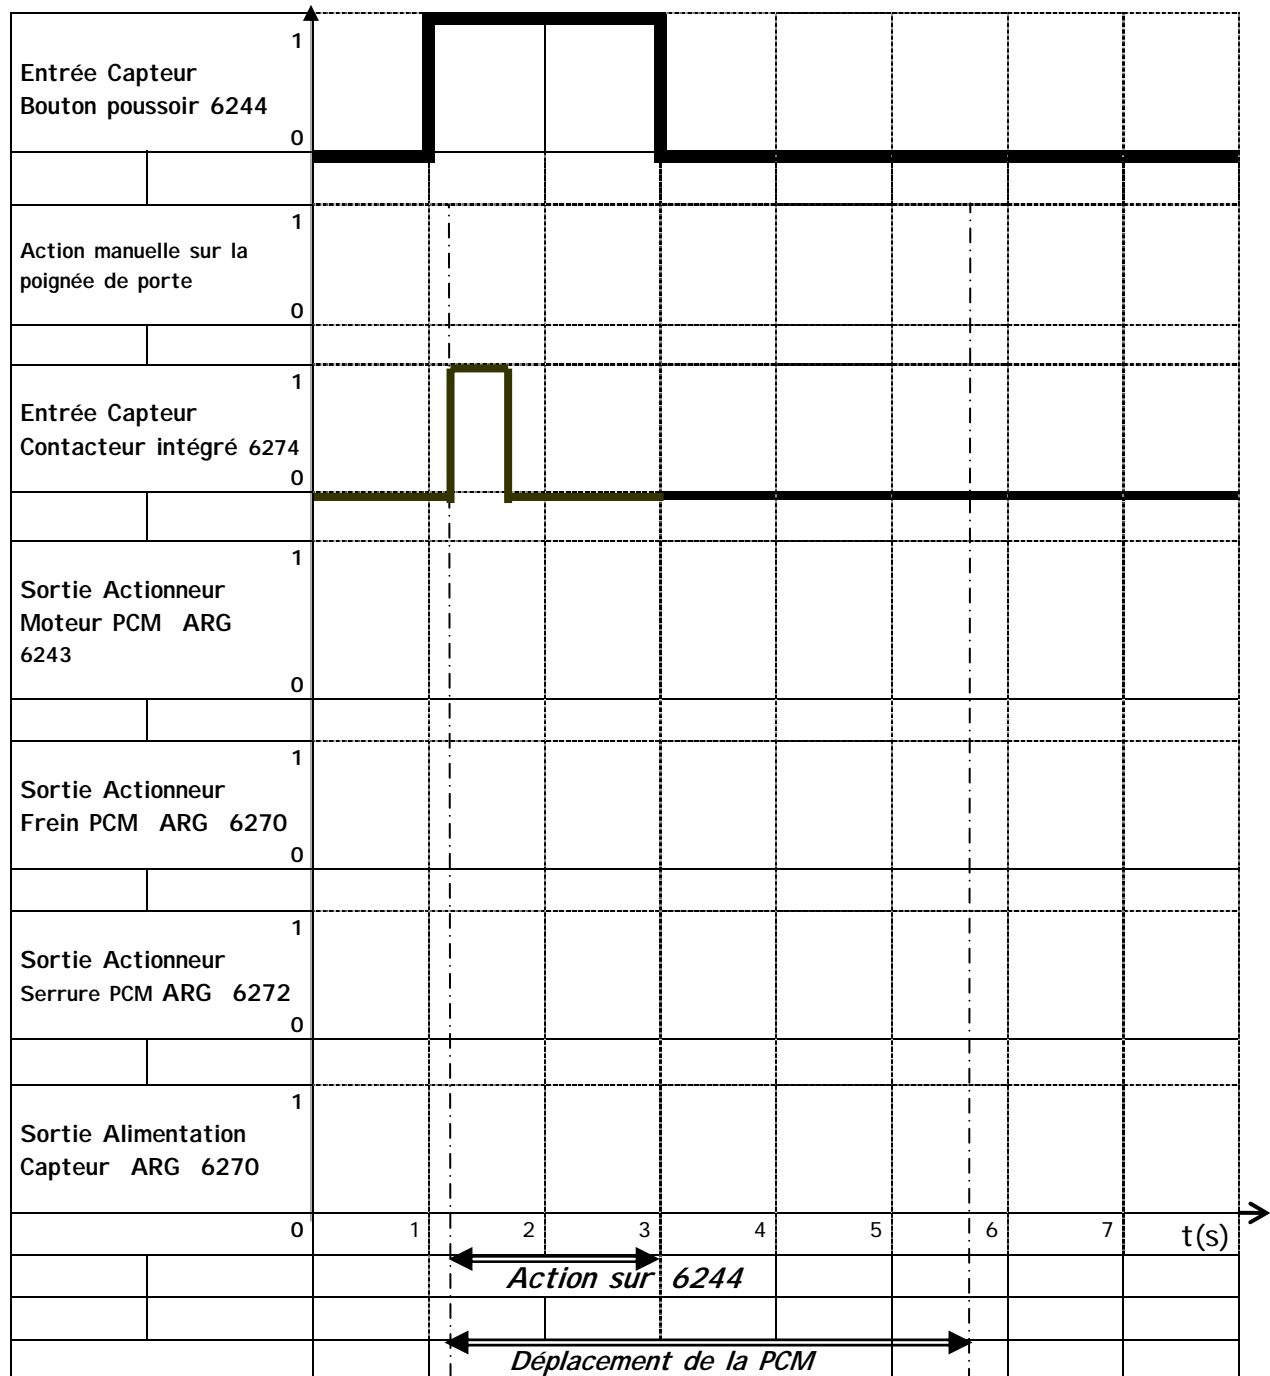 1
Entrée Capteur
Bouton poussoir 6244
0
1
Action manuelle sur la
poignée de porte
0
1
Entrée Capteur
Contacteur intégré 6274
0
1
Sortie Actionneur
Moteur PCM ARG
6243
0
1
Sortie Actionneur
Frein PCM ARG 6270
0
1
Sortie Actionneur
Serrure PCM ARG 6272
0
1
Sortie Alimentation
Capteur ARG 6270
0 1 2 3 4 5 6 7 t(s)
Action sur 6244
Déplacement de la PCM